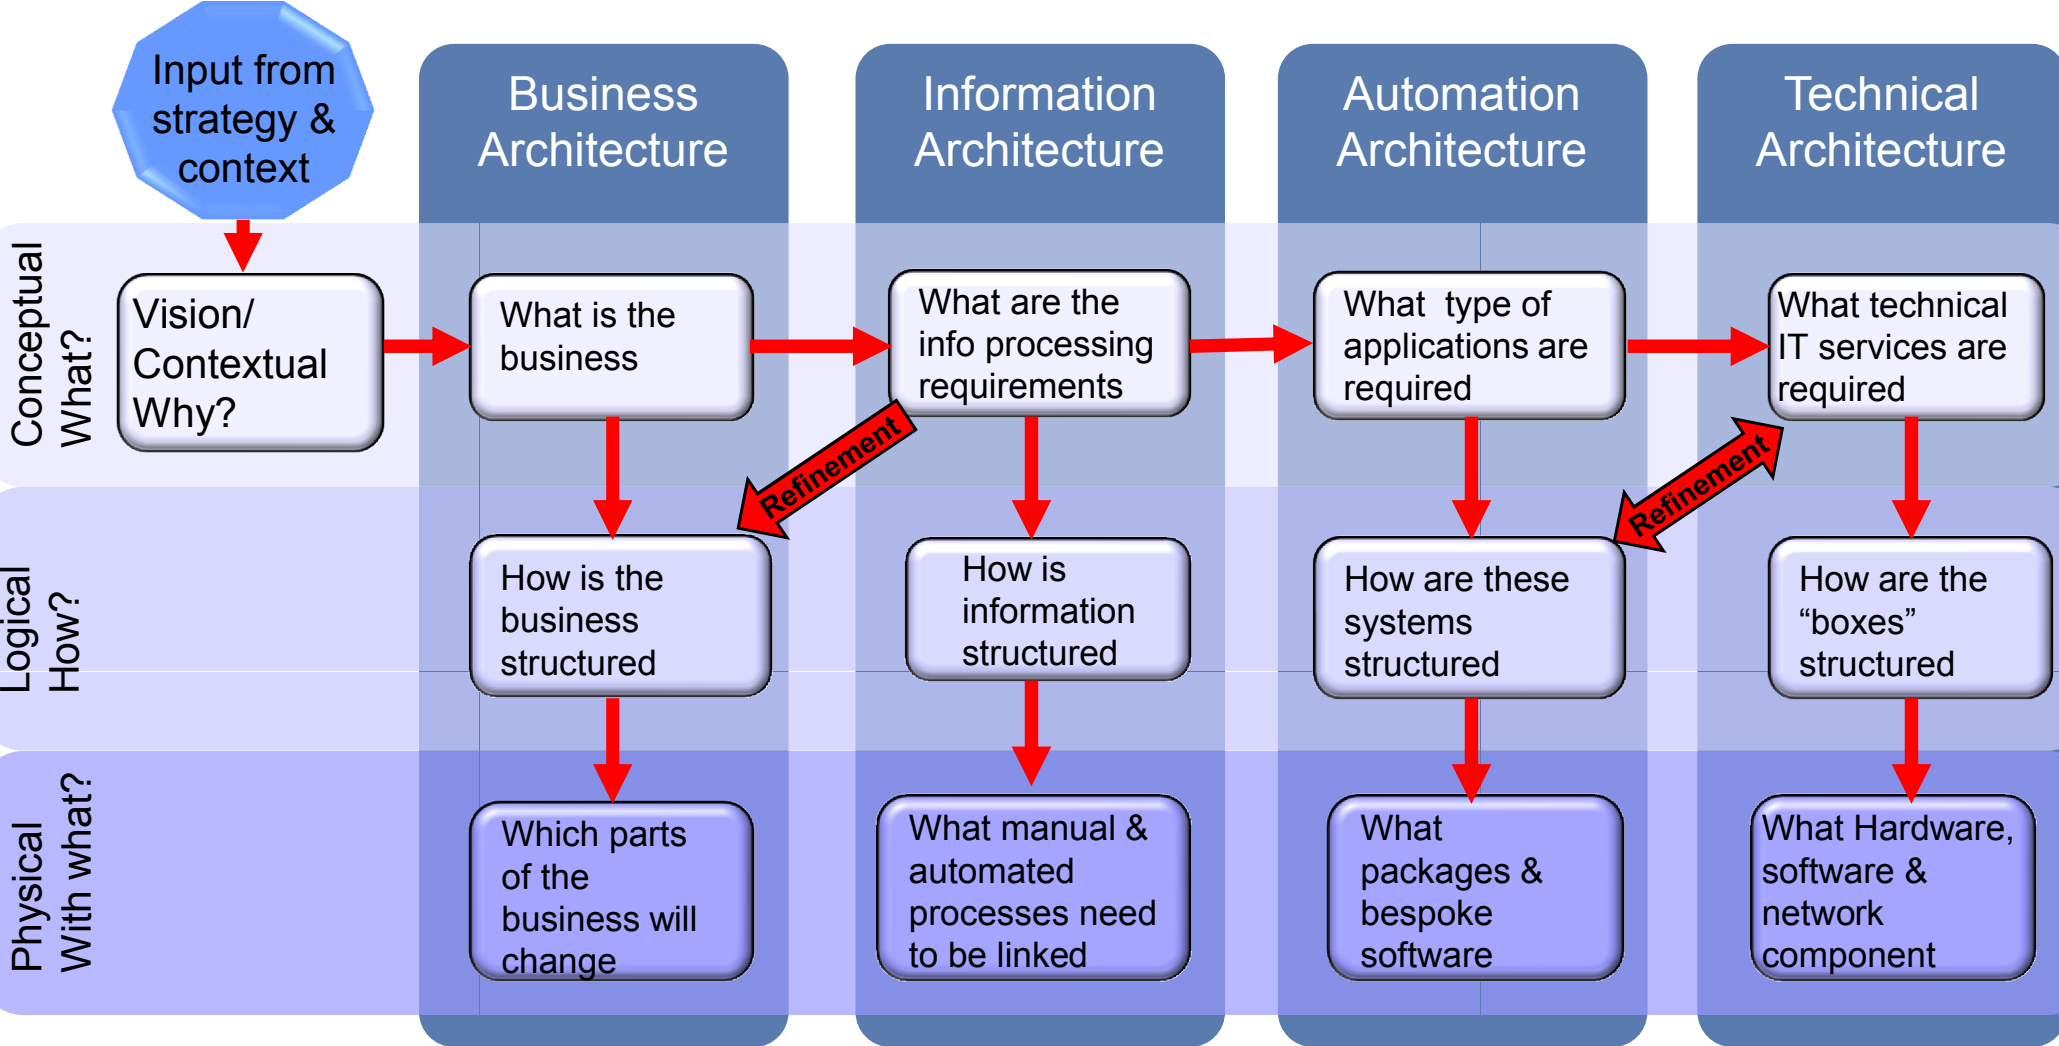 Input from
strategy &
context
Business
Architecture
Information
Architecture
Automation
Architecture
Technical
Architecture
Conceptual
What?
Vision/
Contextual
Why?
What is the
business
What are the
info processing
requirements
What type of
applications are
required
What technical
IT services are
required
Refinement
Refinement
Logical
How?
How is the
business
structured
How is
information
structured
How are these
systems
structured
How are the
“boxes”
structured
Physical
With what?
Which parts
of the
business will
change
What manual &
automated
processes need
to be linked
What
packages &
bespoke
software
What Hardware,
software &
network
component